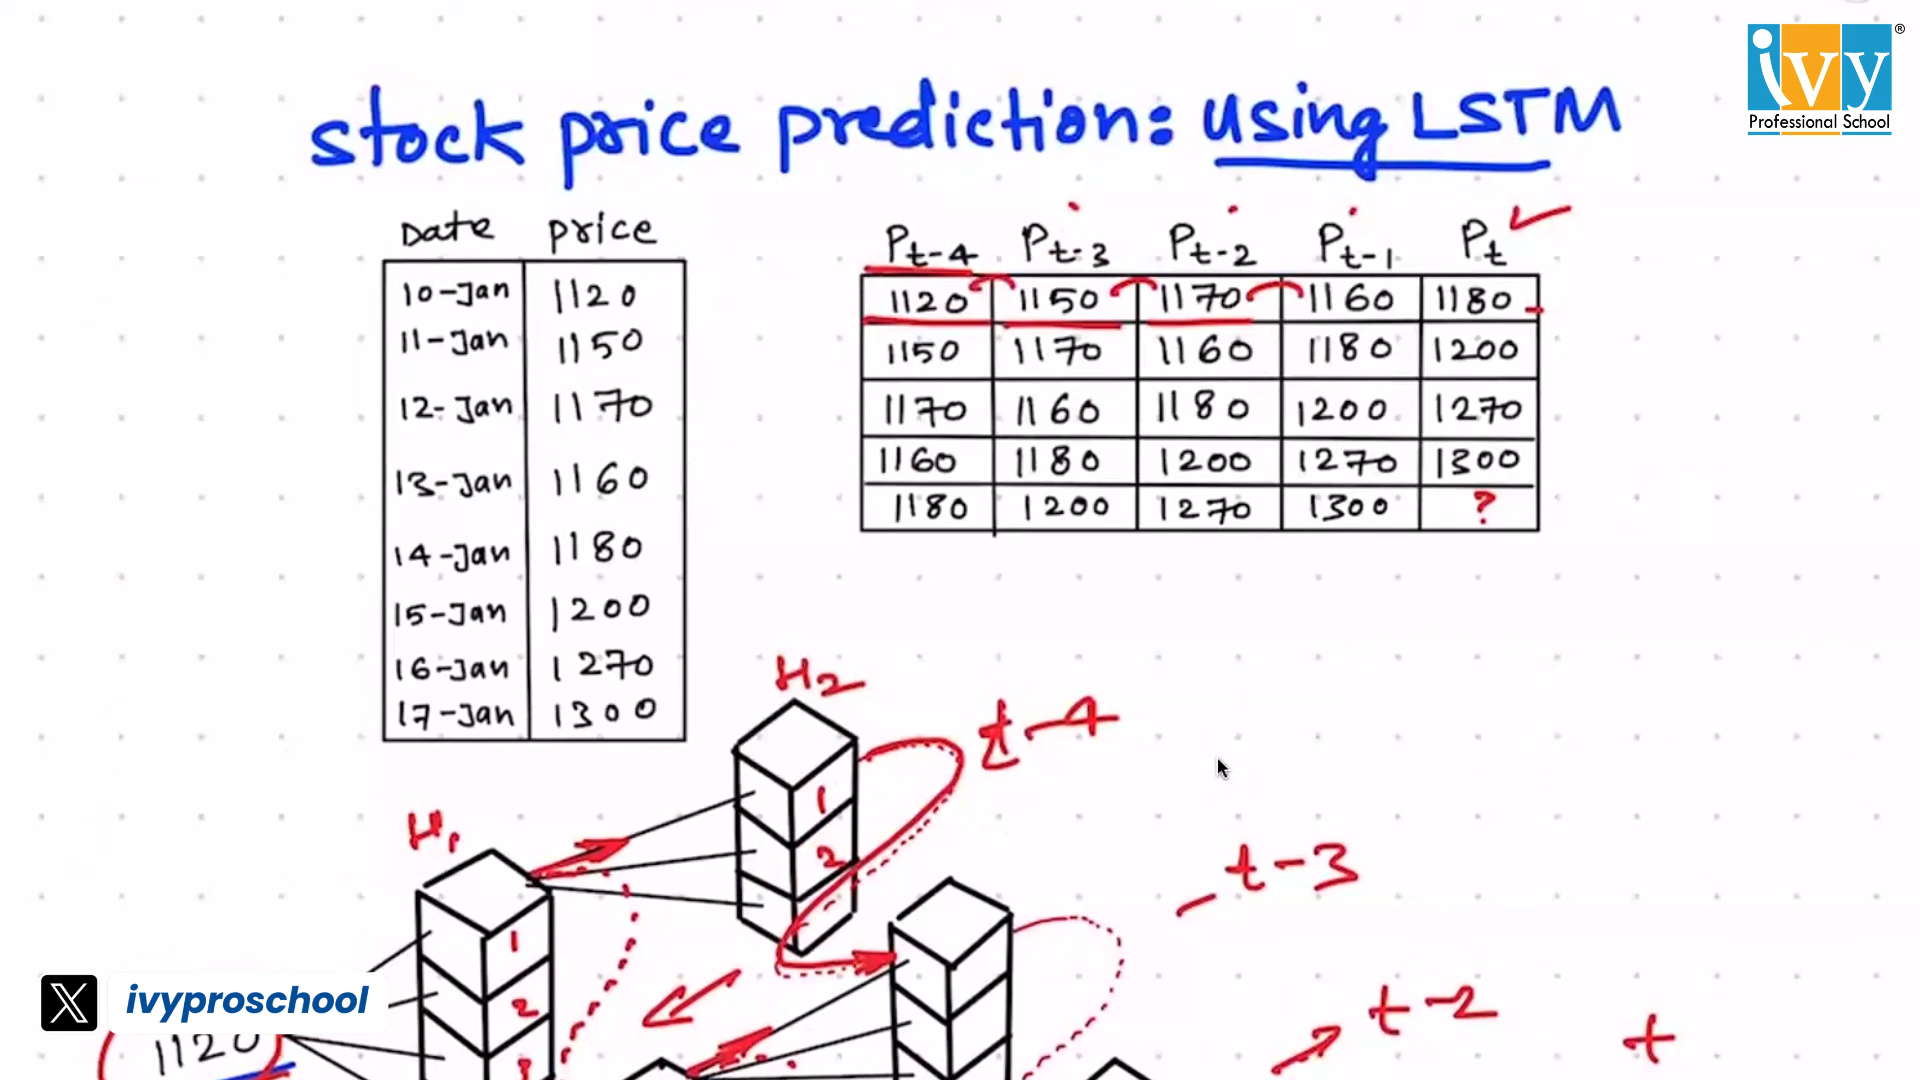 ivy
®
Professional School
stock price prediction: using LSTM
Date price
10-Jan 1120
11-Jan 1150
12-Jan 1170
13-Jan 1160
14-Jan 1180
15-Jan 1200
16-Jan 1270
17-Jan 1300
Pt-4 Pt-3 Pt-2 Pt-1 Pt
1120 1150 1170 1160 1180
1150 1170 1160 1180 1200
1170 1160 1180 1200 1270
1160 1180 1200 1270 1300
1180 1200 1270 1300 ?
H2
t-4
1
2
H1
t-3
1
2
3
t-2
1120
X ivyproschool